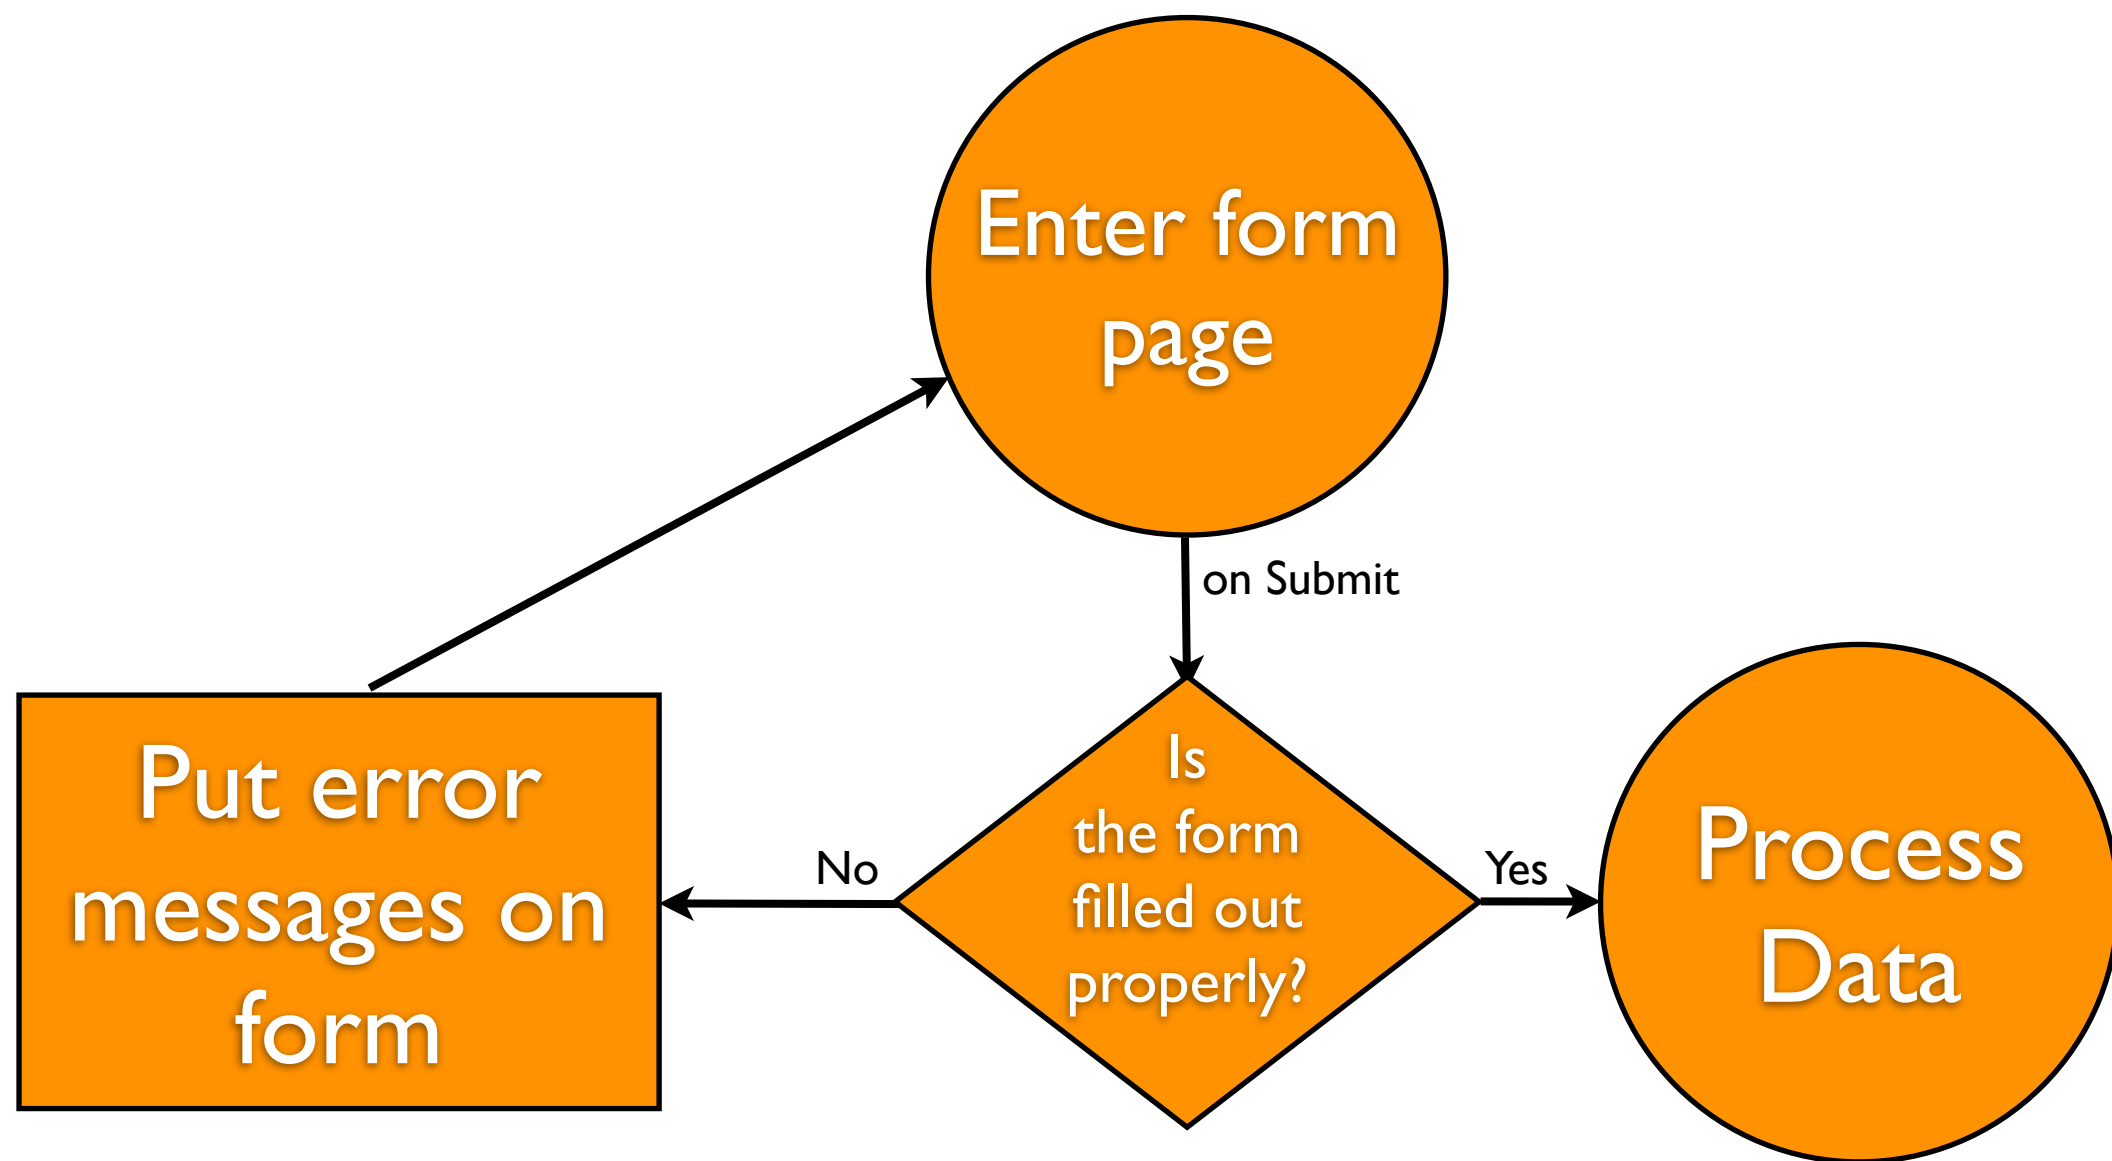 Enter form
page
on Submit
Put error
messages on
form
No
Is
the form
filled out
properly?
Yes
Process
Data